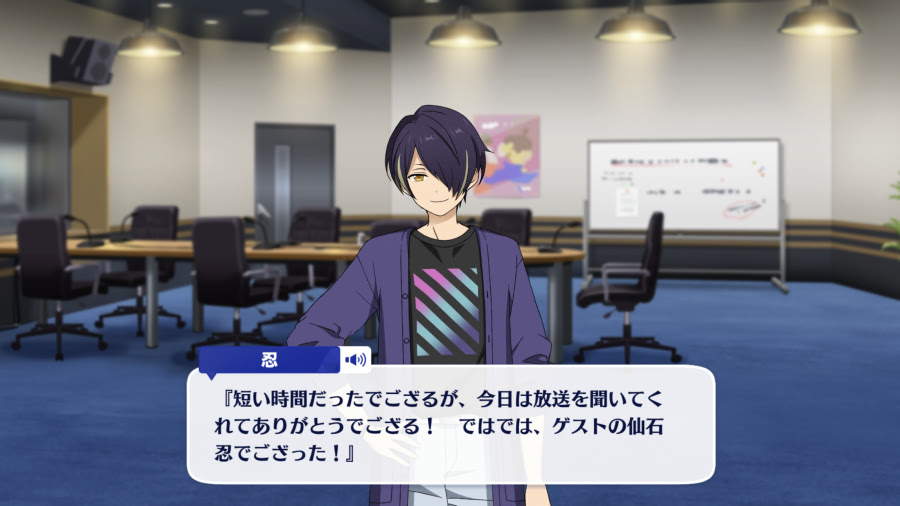 忍
『短い時間だったでござるが、今日は放送を聞いてく
れてありがとうでござる！　ではでは、ゲストの仙石
忍でござった！』